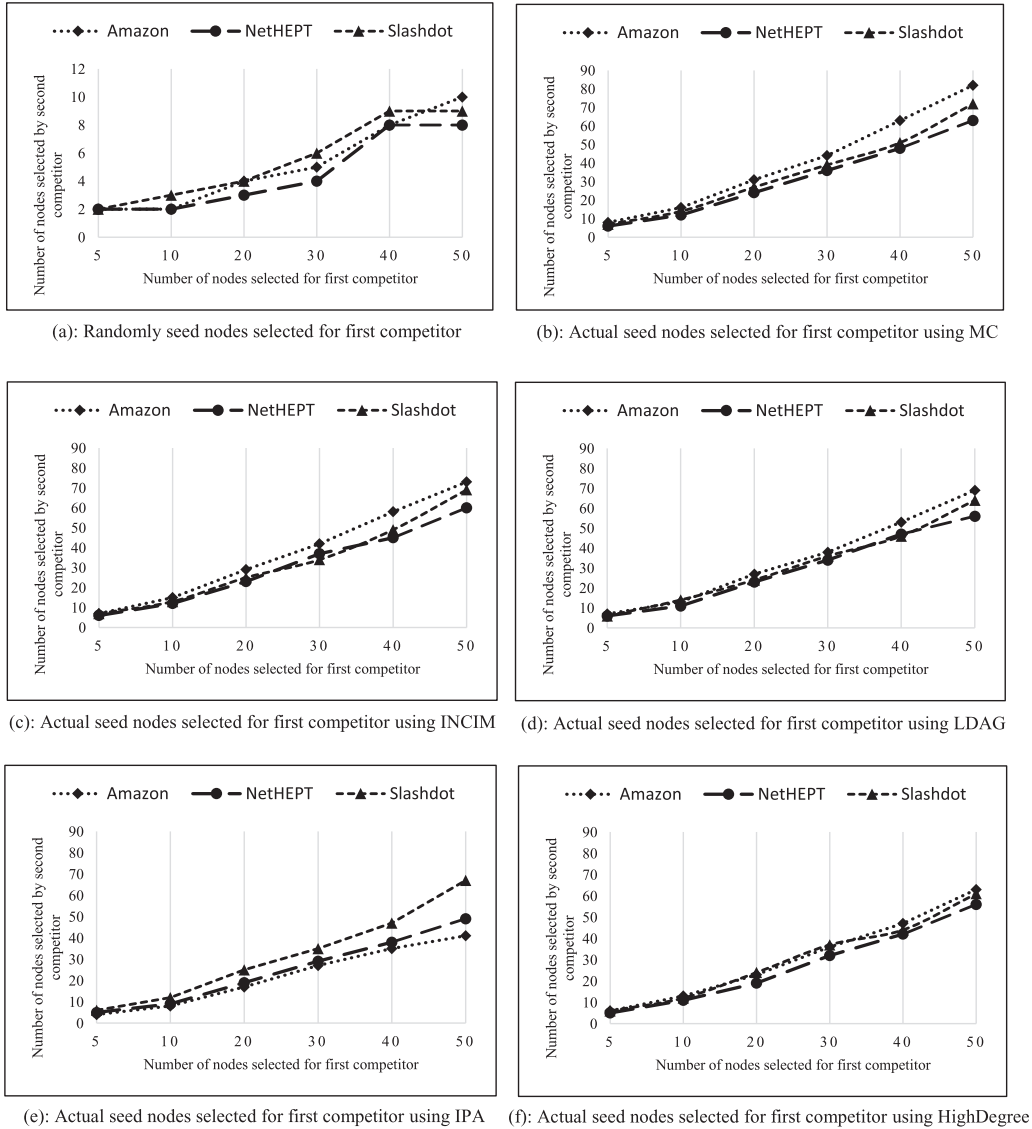 Amazon NetHEPT Slashdot
Number of nodes selected by second
competitor
12
10
8
6
4
2
0
5 10 20 30 40 50
Number of nodes selected for first competitor
(a): Randomly seed nodes selected for first competitor
Amazon NetHEPT Slashdot
Number of nodes selected by second
competitor
90
80
70
60
50
40
30
20
10
0
5 10 20 30 40 50
Number of nodes selected for first competitor
(b): Actual seed nodes selected for first competitor using MC
Amazon NetHEPT Slashdot
Number of nodes selected by second
competitor
90
80
70
60
50
40
30
20
10
0
5 10 20 30 40 50
Number of nodes selected for first competitor
(c): Actual seed nodes selected for first competitor using INCIM
Amazon NetHEPT Slashdot
Number of nodes selected by second
competitor
90
80
70
60
50
40
30
20
10
0
5 10 20 30 40 50
Number of nodes selected for first competitor
(d): Actual seed nodes selected for first competitor using LDAG
Amazon NetHEPT Slashdot
Number of nodes selected by second
competitor
90
80
70
60
50
40
30
20
10
0
5 10 20 30 40 50
Number of nodes selected for first competitor
(e): Actual seed nodes selected for first competitor using IPA
Amazon NetHEPT Slashdot
Number of nodes selected by second
competitor
90
80
70
60
50
40
30
20
10
0
5 10 20 30 40 50
Number of nodes selected for first competitor
(f): Actual seed nodes selected for first competitor using HighDegree